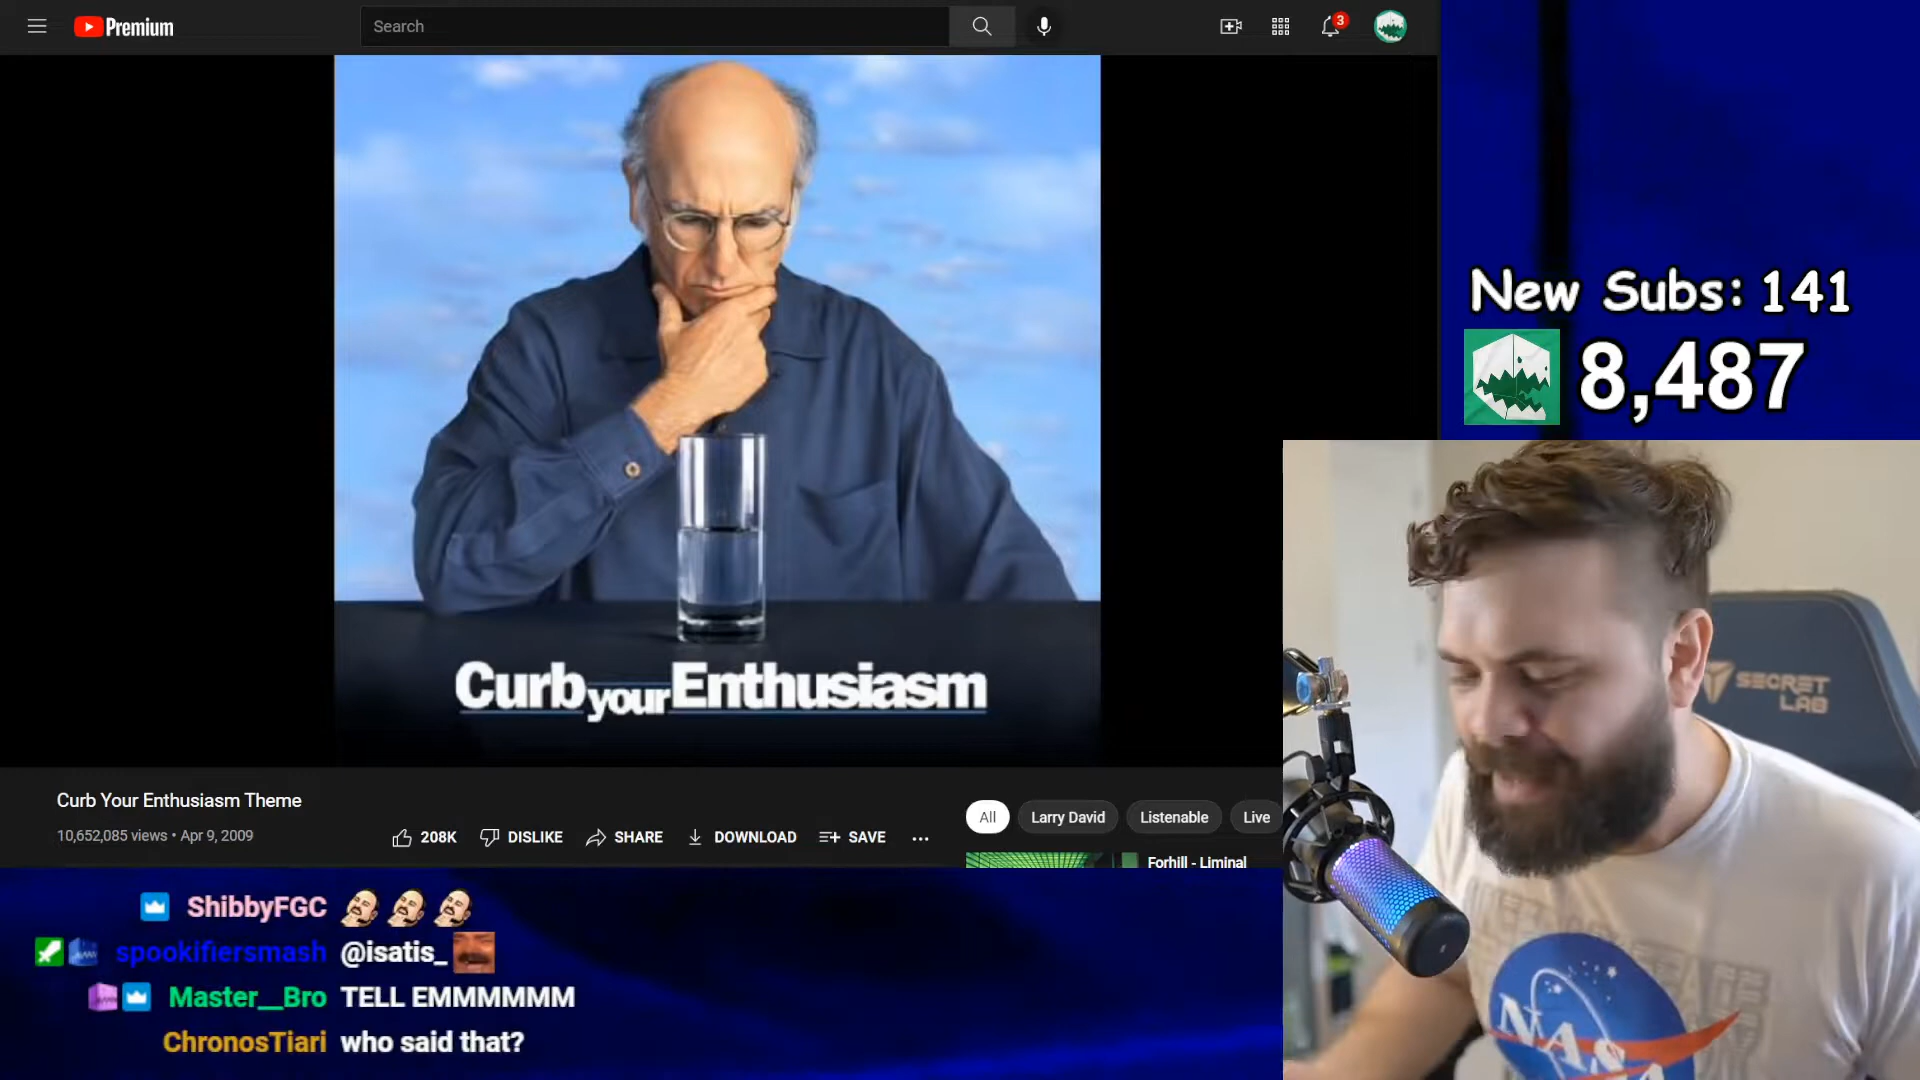 Premium
Search
3
New Subs: 141
8,487
Curb your Enthusiasm
SECRET
LAB
Curb Your Enthusiasm Theme
10,652,085 views • Apr 9, 2009
208K
DISLIKE
SHARE
DOWNLOAD
SAVE
All
Larry David
Listenable
Live
Forhill - Liminal
ShibbyFGC
spookifiersmash @isatis_
Master__Bro TELL EMMMMMM
ChronosTiari who said that?
NASA